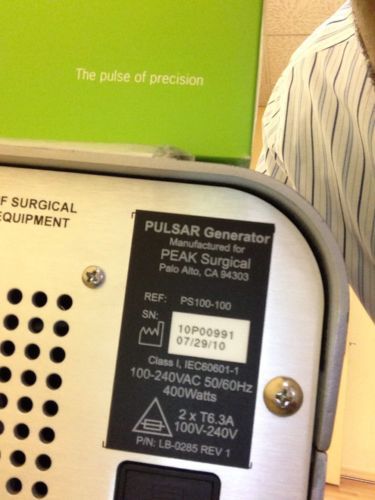 The pulse of precision
F SURGICAL
EQUIPMENT
PULSAR Generator
Manufactured for
PEAK Surgical
Palo Alto, CA 94303
REF: PS100-100
SN: 10P00991
07/29/10
Class I, IEC60601-1
100-240VAC 50/60Hz
400Watts
2 x T6.3A
100V-240V
P/N: LB-0285 REV 1